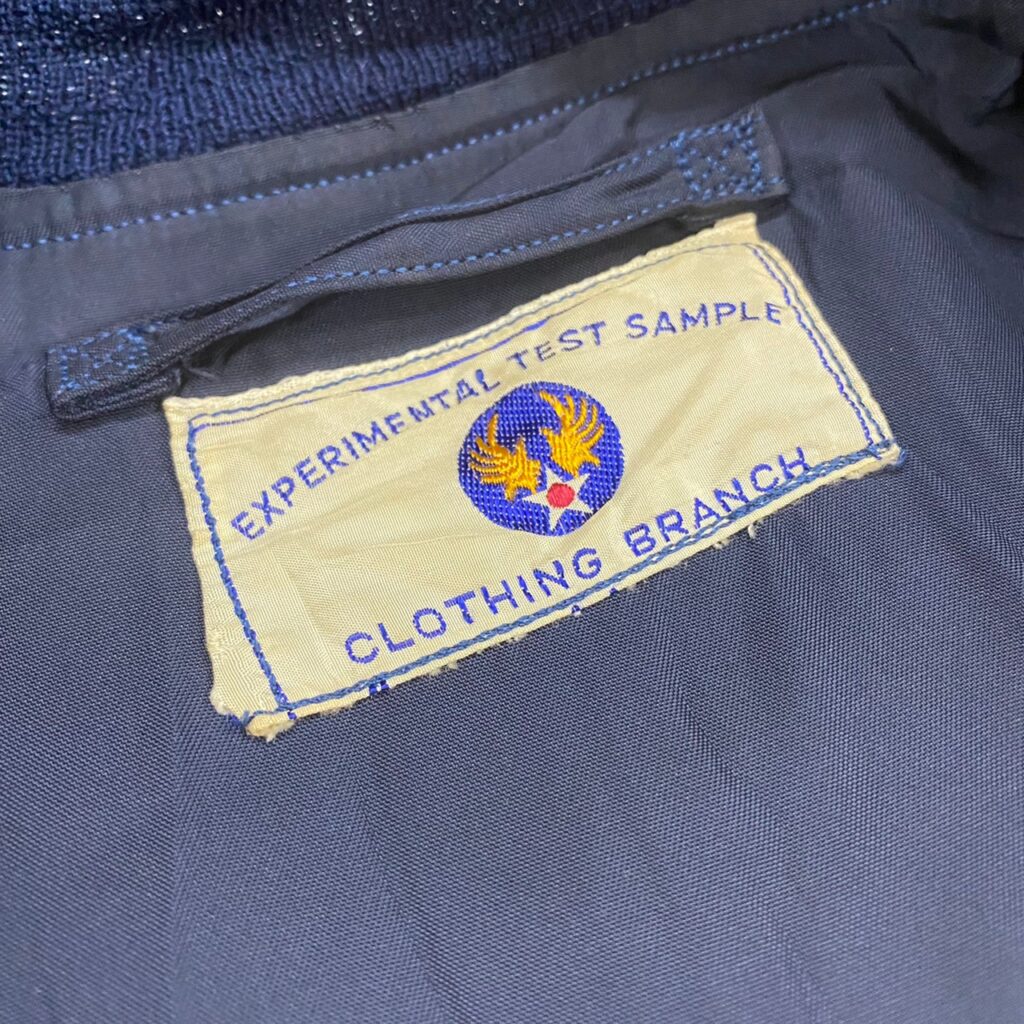 EXPERIMENTAL TEST SAMPLE
CLOTHING BRANCH